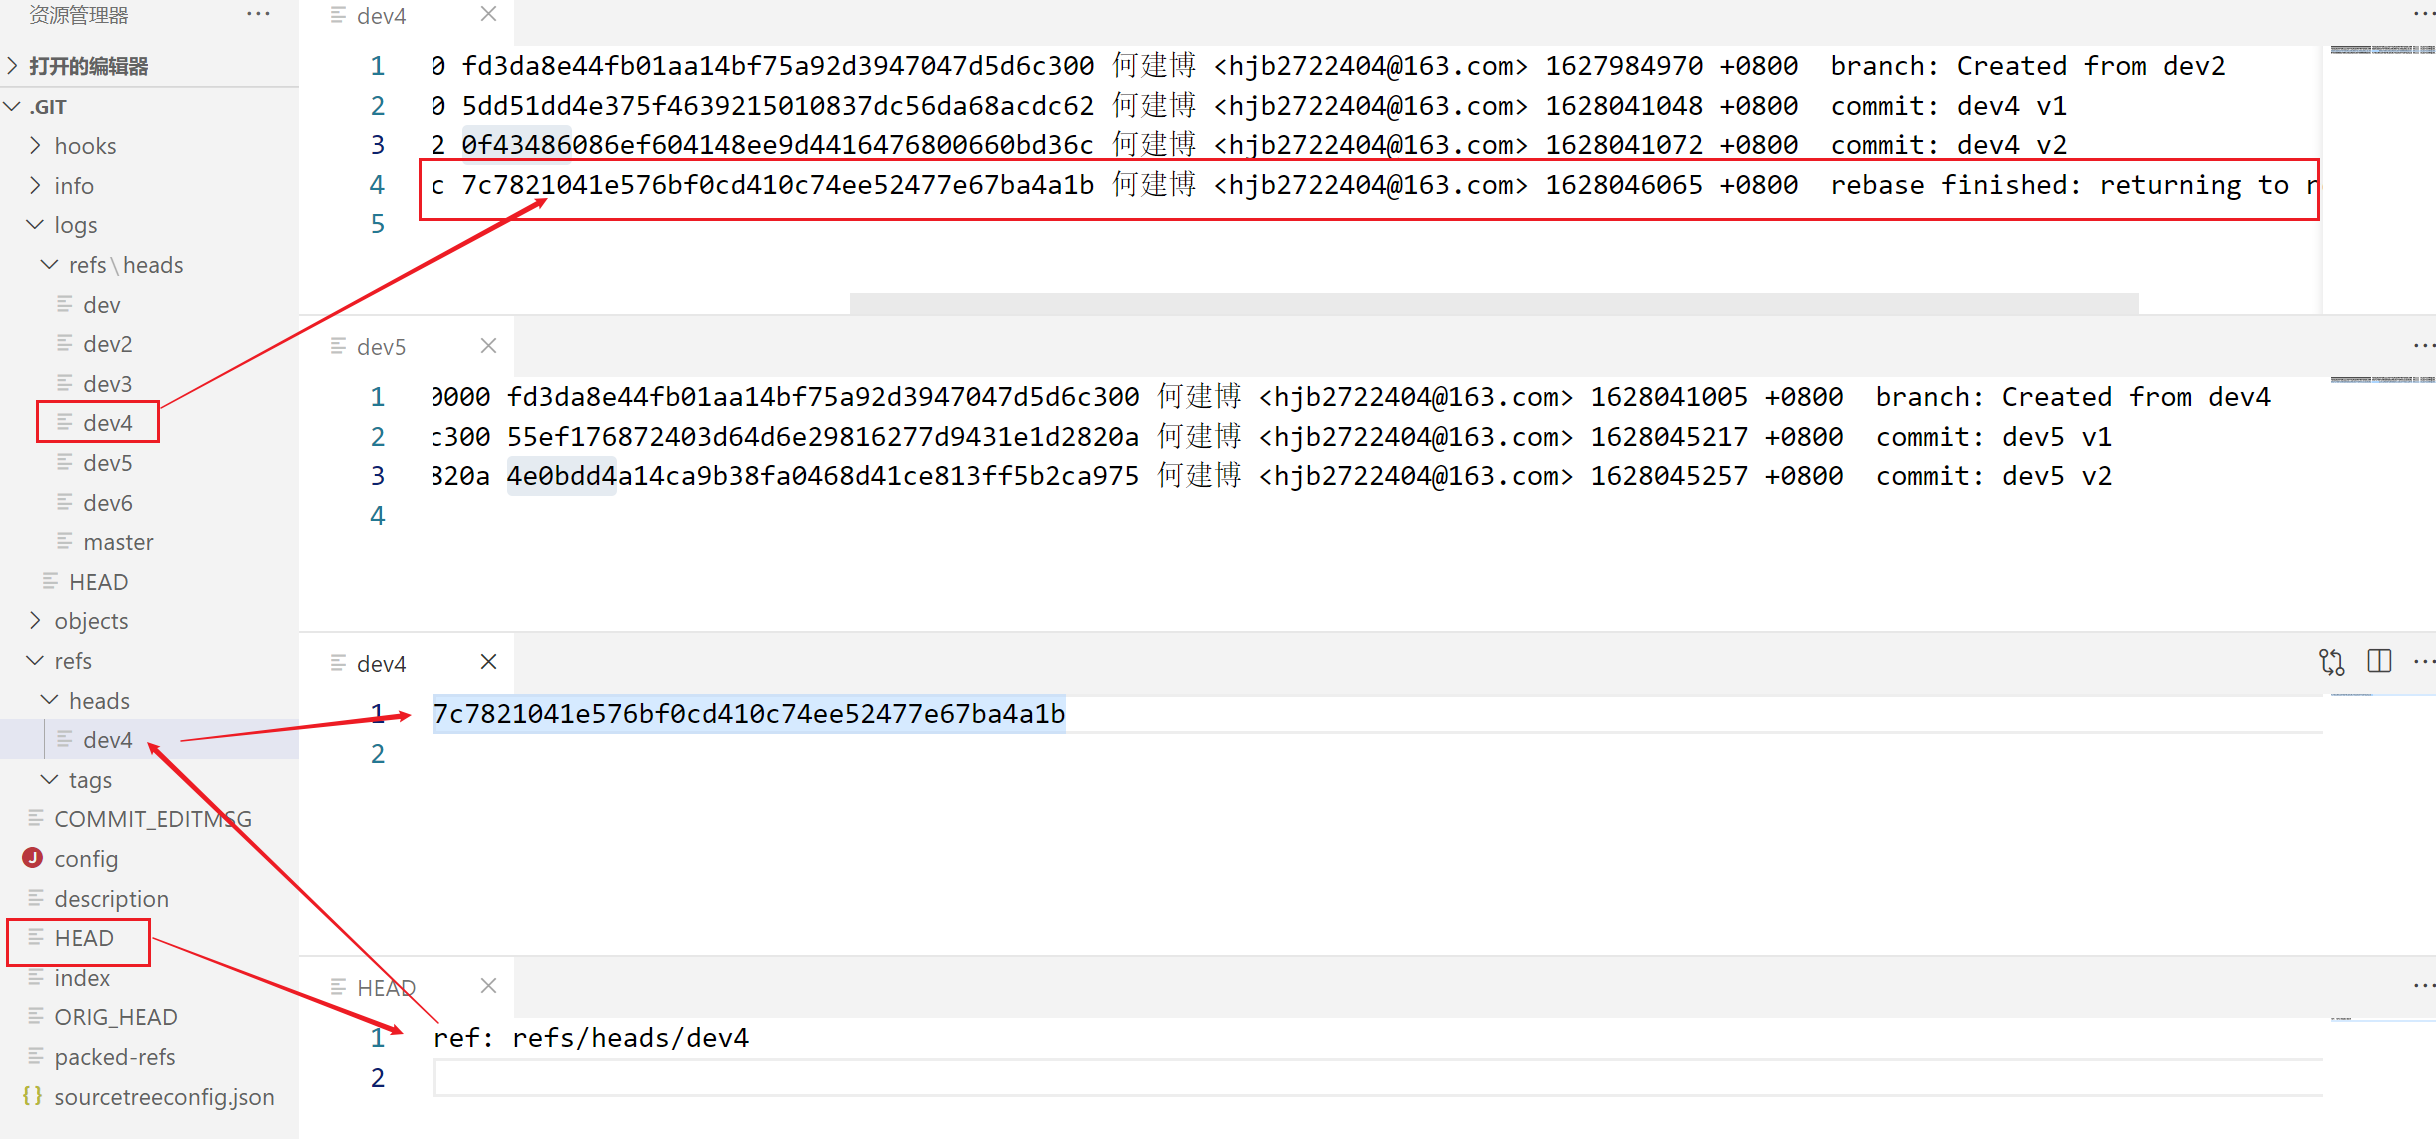 资源管理器
打开的编辑器
.GIT
hooks
info
logs
refs\heads
dev
dev2
dev3
dev4
dev5
dev6
master
HEAD
objects
refs
heads
dev4
tags
COMMIT_EDITMSG
config
description
HEAD
index
ORIG_HEAD
packed-refs
sourcetreeconfig.json
dev4
1 0 fd3da8e44fb01aa14bf75a92d3947047d5d6c300 何建博 <hjb2722404@163.com> 1627984970 +0800 branch: Created from dev2
2 0 5dd51dd4e375f4639215010837dc56da68acdc62 何建博 <hjb2722404@163.com> 1628041048 +0800 commit: dev4 v1
3 2 0f43486086ef604148ee9d4416476800660bd36c 何建博 <hjb2722404@163.com> 1628041072 +0800 commit: dev4 v2
4 c 7c7821041e576bf0cd410c74ee52477e67ba4a1b 何建博 <hjb2722404@163.com> 1628046065 +0800 rebase finished: returning to r
5
dev5
1 0000 fd3da8e44fb01aa14bf75a92d3947047d5d6c300 何建博 <hjb2722404@163.com> 1628041005 +0800 branch: Created from dev4
2 c300 55ef176872403d64d6e29816277d9431e1d2820a 何建博 <hjb2722404@163.com> 1628045217 +0800 commit: dev5 v1
3 820a 4e0bdd4a14ca9b38fa0468d41ce813ff5b2ca975 何建博 <hjb2722404@163.com> 1628045257 +0800 commit: dev5 v2
4
dev4
1 7c7821041e576bf0cd410c74ee52477e67ba4a1b
2
HEAD
1 ref: refs/heads/dev4
2